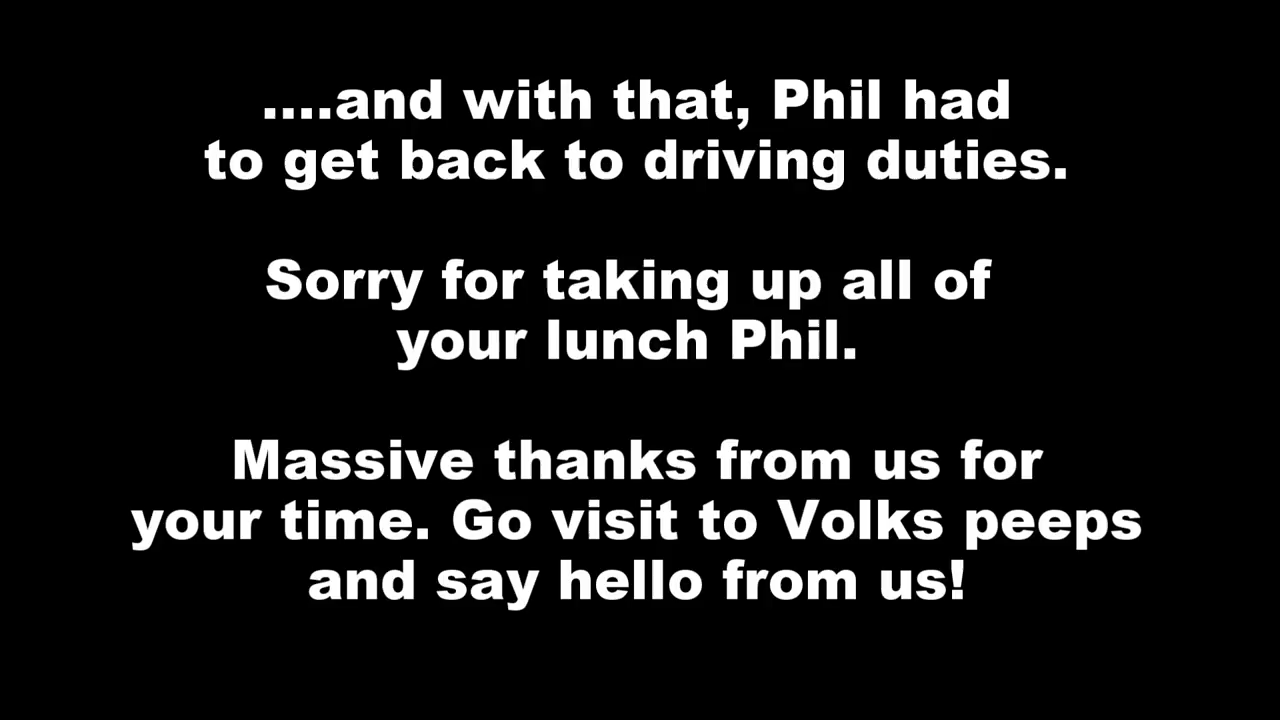 ....and with that, Phil had
to get back to driving duties.
Sorry for taking up all of
your lunch Phil.
Massive thanks from us for
your time. Go visit to Volks peeps
and say hello from us!